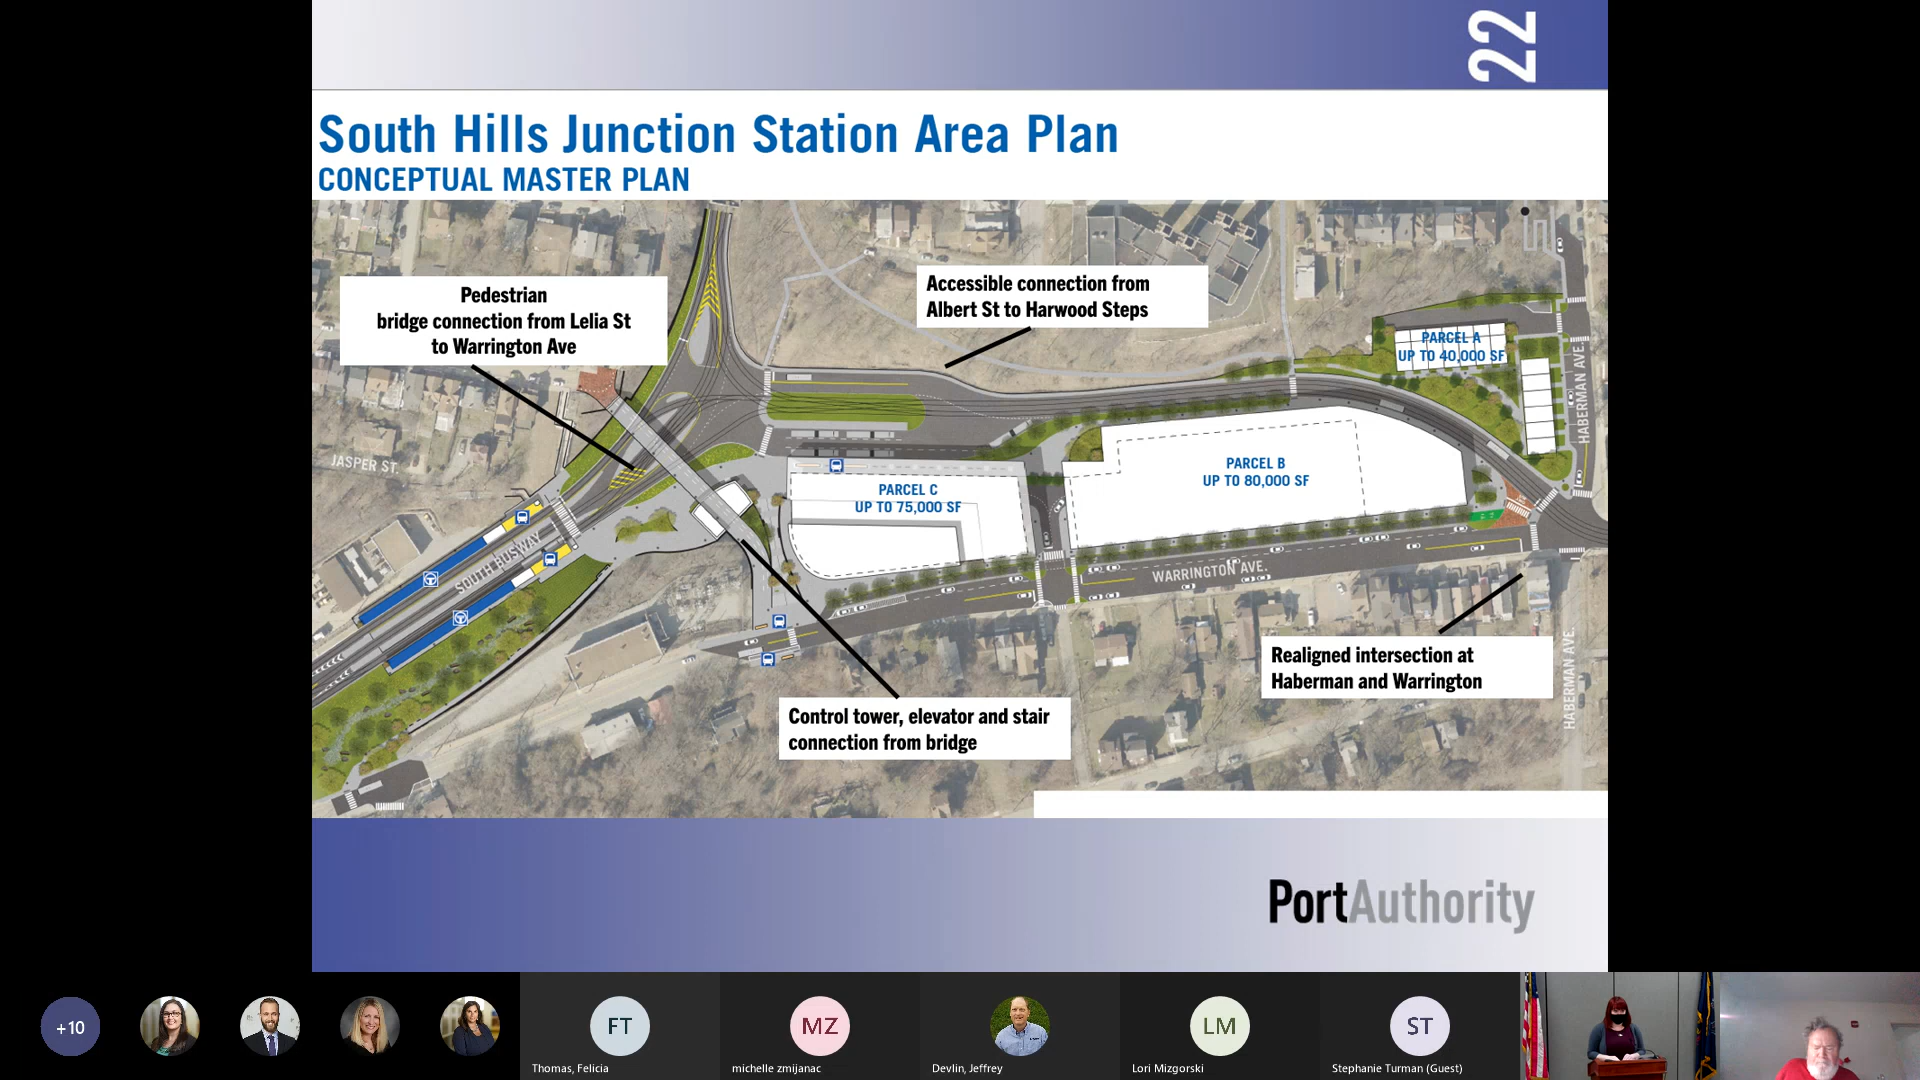 22
South Hills Junction Station Area Plan
CONCEPTUAL MASTER PLAN
Pedestrian
bridge connection from Lelia St
to Warrington Ave
Accessible connection from
Albert St to Harwood Steps
PARCEL A
UP TO 40,000 SF
HABERMAN AVE.
JASPER ST.
PARCEL B
UP TO 80,000 SF
PARCEL C
UP TO 75,000 SF
SOUTH BUSWAY
WARRINGTON AVE.
Realigned intersection at
Haberman and Warrington
HABERMAN AVE.
Control tower, elevator and stair
connection from bridge
PortAuthority
+10
FT
MZ
LM
ST
Thomas, Felicia
michelle zmijanac
Devlin, Jeffrey
Lori Mizgorski
Stephanie Turman (Guest)